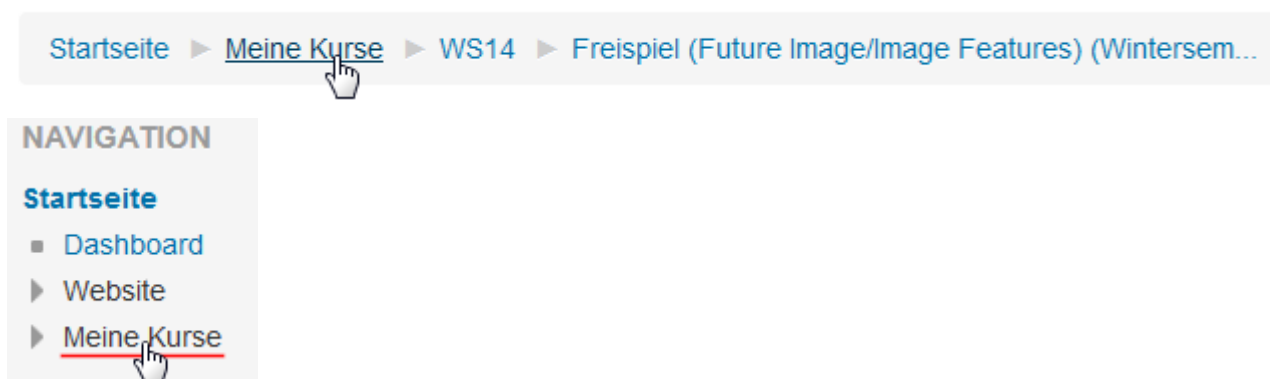 Startseite ► Meine Kurse ► WS14 ► Freispiel (Future Image/Image Features) (Wintersem...
NAVIGATION
Startseite
Dashboard
Website
Meine Kurse